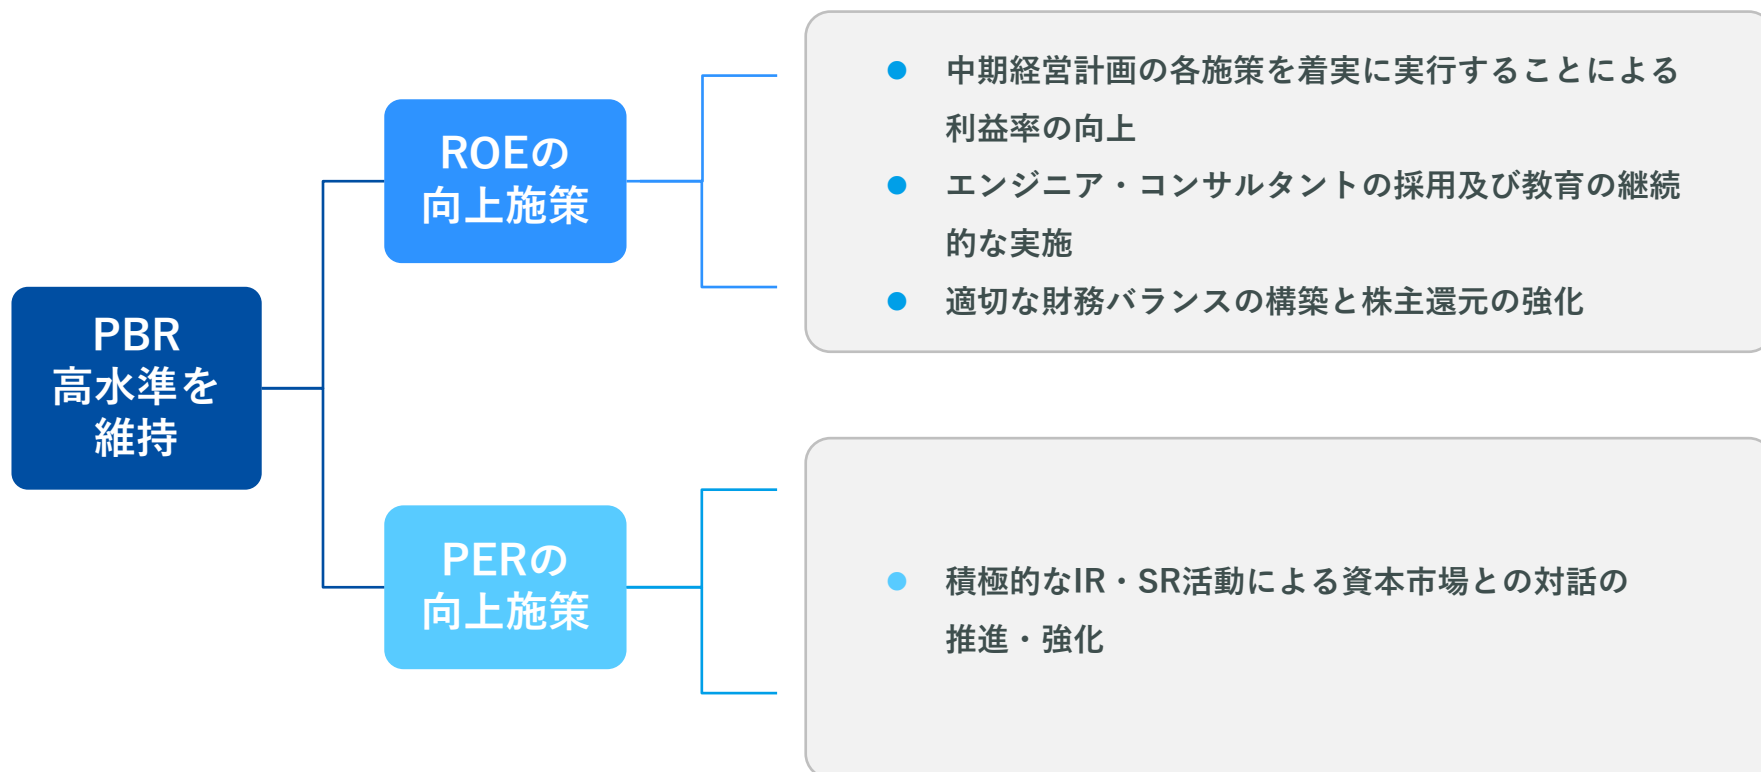 PBR
高水準を
維持
ROEの
向上施策
中期経営計画の各施策を着実に実行することによる
利益率の向上
エンジニア・コンサルタントの採用及び教育の継続
的な実施
適切な財務バランスの構築と株主還元の強化
PERの
向上施策
積極的なIR・SR活動による資本市場との対話の
推進・強化